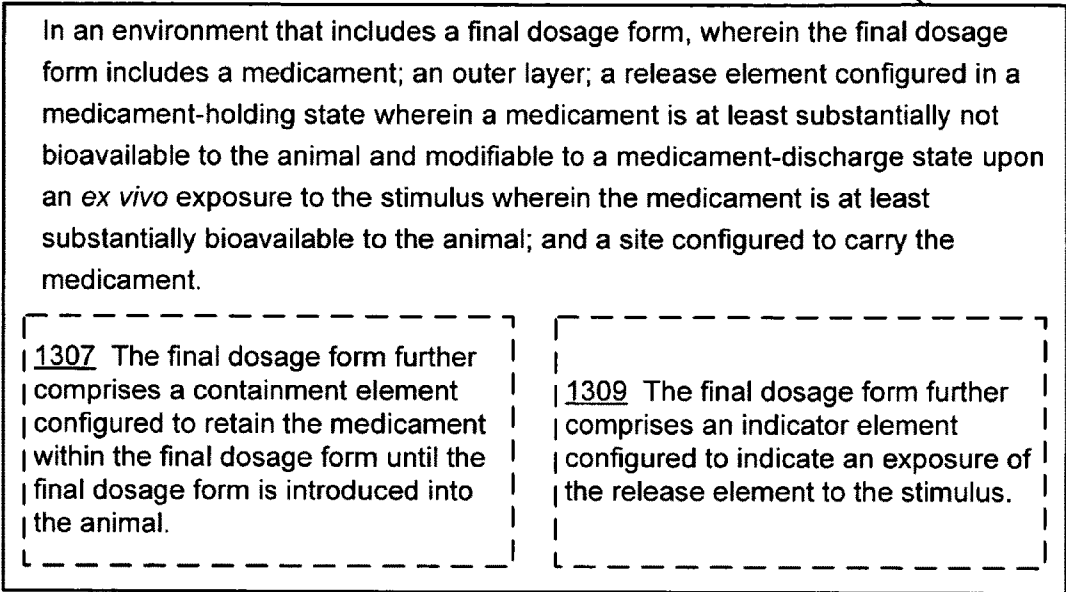 In an environment that includes a final dosage form, wherein the final dosage
form includes a medicament; an outer layer; a release element configured in a
medicament-holding state wherein a medicament is at least substantially not
bioavailable to the animal and modifiable to a medicament-discharge state upon
an ex vivo exposure to the stimulus wherein the medicament is at least
substantially bioavailable to the animal; and a site configured to carry the
medicament.
1307 The final dosage form further
comprises a containment element
configured to retain the medicament
within the final dosage form until the
final dosage form is introduced into
the animal.
1309 The final dosage form further
comprises an indicator element
configured to indicate an exposure of
the release element to the stimulus.